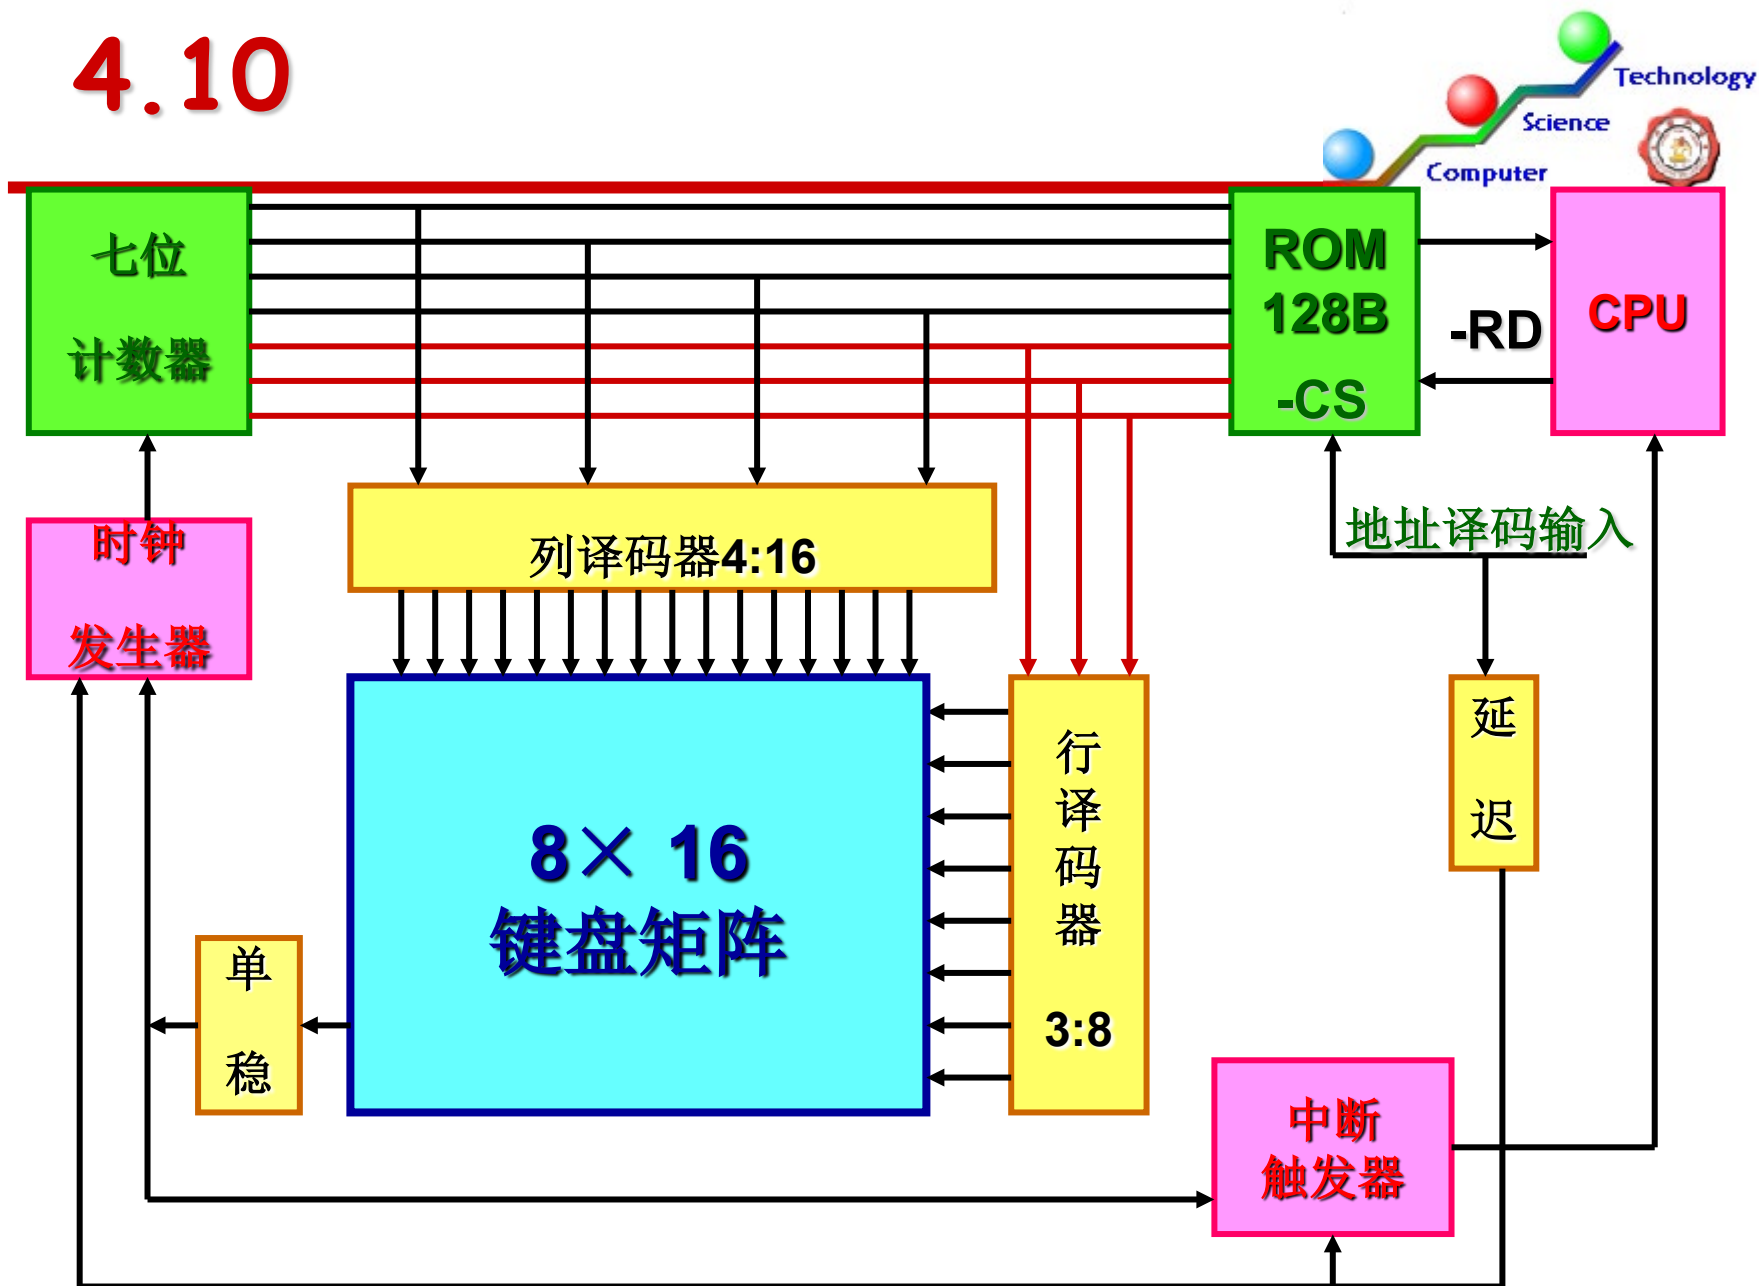 4.10
Technology
Science
Computer
七位
计数器
ROM
128B
-CS
-RD
CPU
时钟
发生器
列译码器4:16
地址译码输入
8× 16
键盘矩阵
行
译
码
器
3:8
延
迟
单
稳
中断
触发器